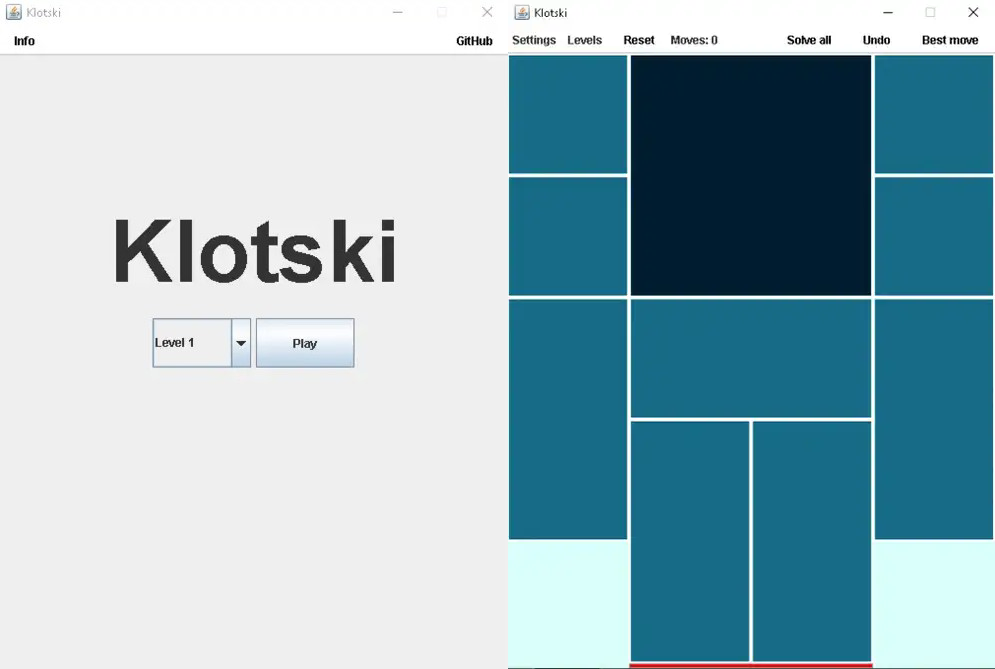 Klotski
Info
GitHub
Klotski
Level 1
Play
Klotski
Settings Levels Reset Moves: 0 Solve all Undo Best move